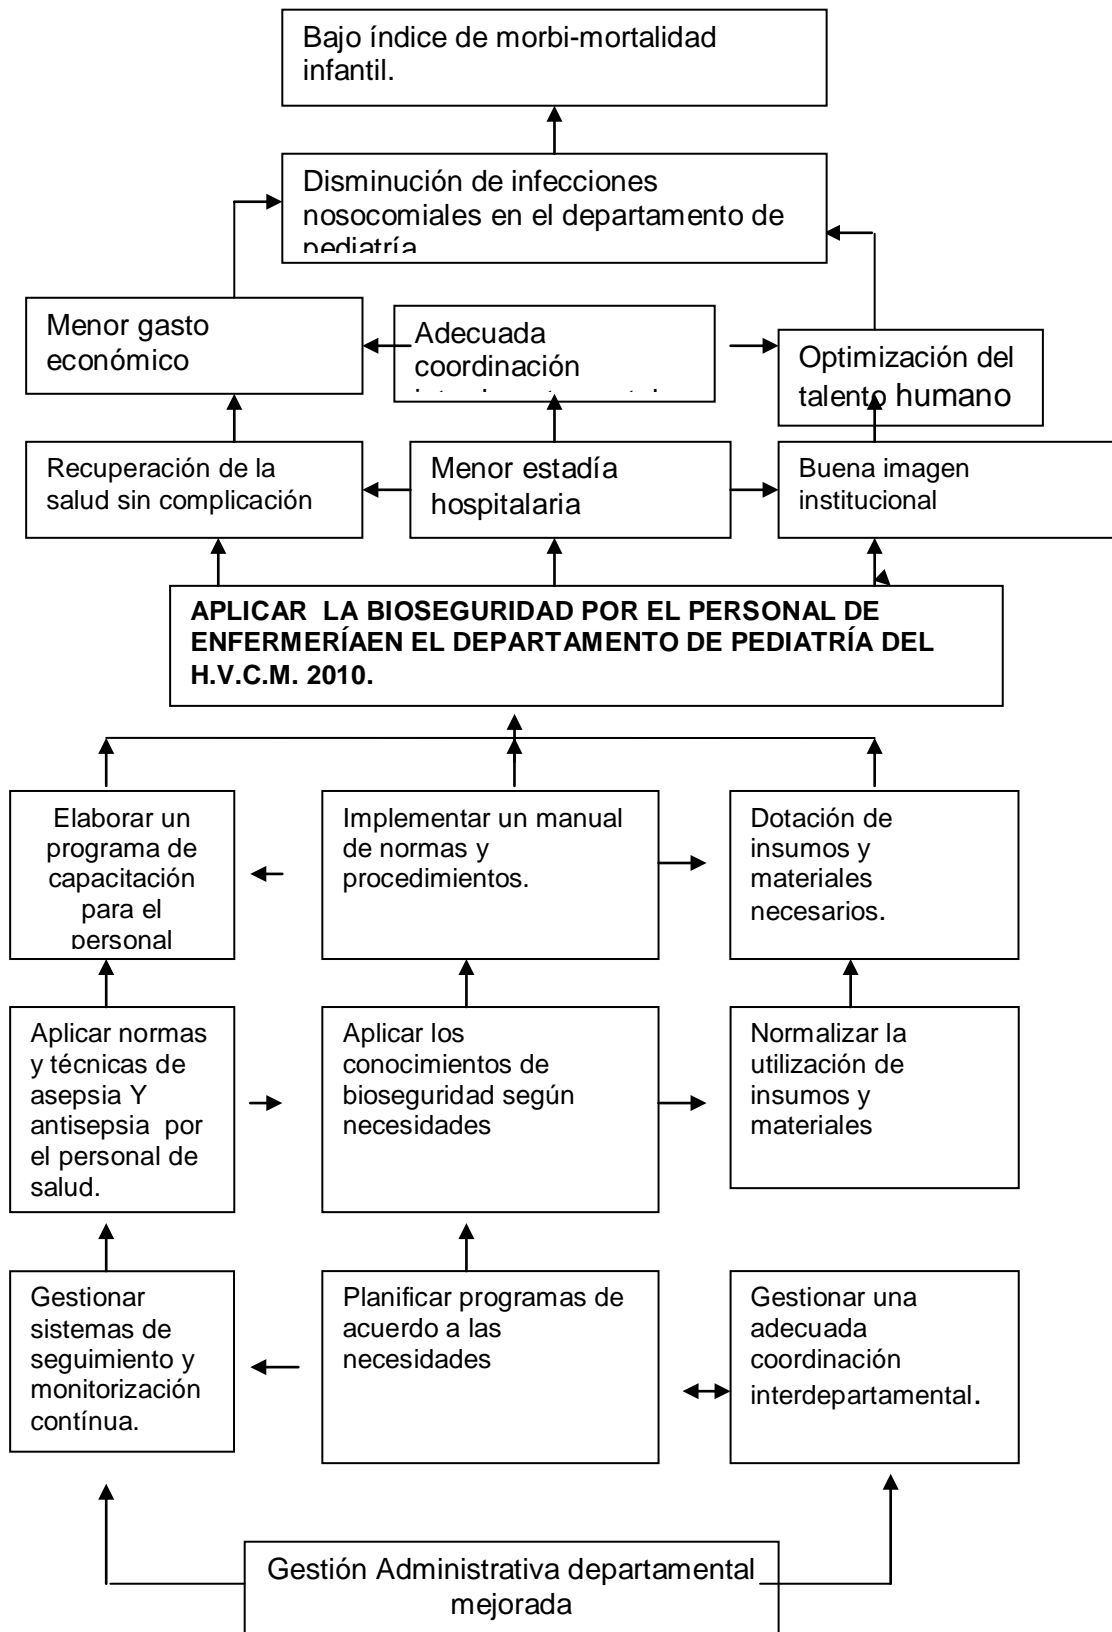 Bajo índice de morbi-mortalidad
infantil.
Disminución de infecciones
nosocomiales en el departamento de
pediatría
Menor gasto
económico
Adecuada
coordinación
Optimización del
talento humano
Recuperación de la
salud sin complicación
Menor estadía
hospitalaria
Buena imagen
institucional
APLICAR LA BIOSEGURIDAD POR EL PERSONAL DE
ENFERMERÍAEN EL DEPARTAMENTO DE PEDIATRÍA DEL
H.V.C.M. 2010.
Elaborar un
programa de
capacitación
para el
personal
Implementar un manual
de normas y
procedimientos.
Dotación de
insumos y
materiales
necesarios.
Aplicar normas
y técnicas de
asepsia Y
antisepsia por
el personal de
salud.
Aplicar los
conocimientos de
bioseguridad según
necesidades
Normalizar la
utilización de
insumos y
materiales
Gestionar
sistemas de
seguimiento y
monitorización
contínua.
Planificar programas de
acuerdo a las
necesidades
Gestionar una
adecuada
coordinación
interdepartamental.
Gestión Administrativa departamental
mejorada